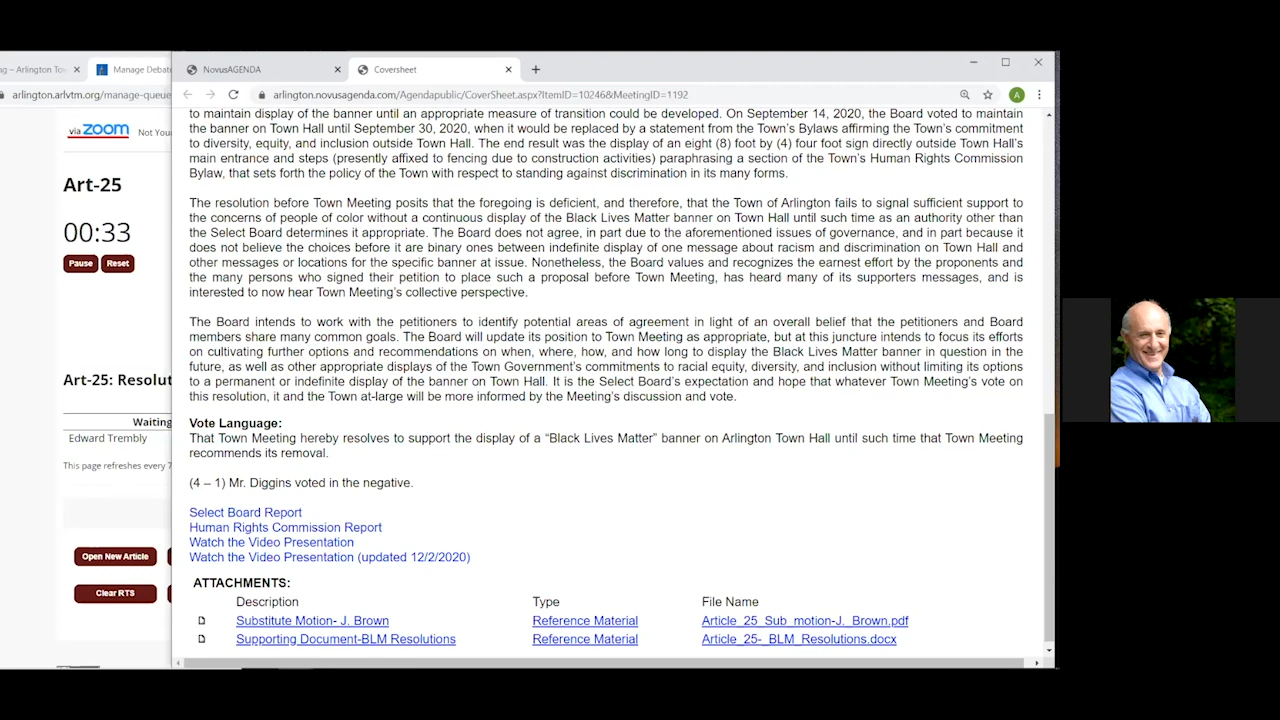 ng – Arlington To
Manage Debat
NovusAGENDA
Coversheet
arlington.arlvtm.org/manage-queue
arlington.novusagenda.com/Agendapublic/CoverSheet.aspx?ItemID=10246&MeetingID=1192
A
via zoom
Not You
Art-25
00:33
Pause
Reset
Art-25: Resolut
Waiting
Edward Trembly
This page refreshes every 7
Open New Article
Clear RTS
to maintain display of the banner until an appropriate measure of transition could be developed. On September 14, 2020, the Board voted to maintain
the banner on Town Hall until September 30, 2020, when it would be replaced by a statement from the Town's Bylaws affirming the Town's commitment
to diversity, equity, and inclusion outside Town Hall. The end result was the display of an eight (8) foot by (4) four foot sign directly outside Town Hall's
main entrance and steps (presently affixed to fencing due to construction activities) paraphrasing a section of the Town's Human Rights Commission
Bylaw, that sets forth the policy of the Town with respect to standing against discrimination in its many forms.
The resolution before Town Meeting posits that the foregoing is deficient, and therefore, that the Town of Arlington fails to signal sufficient support to
the concerns of people of color without a continuous display of the Black Lives Matter banner on Town Hall until such time as an authority other than
the Select Board determines it appropriate. The Board does not agree, in part due to the aforementioned issues of governance, and in part because it
does not believe the choices before it are binary ones between indefinite display of one message about racism and discrimination on Town Hall and
other messages or locations for the specific banner at issue. Nonetheless, the Board values and recognizes the earnest effort by the proponents and
the many persons who signed their petition to place such a proposal before Town Meeting, has heard many of its supporters messages, and is
interested to now hear Town Meeting's collective perspective.
The Board intends to work with the petitioners to identify potential areas of agreement in light of an overall belief that the petitioners and Board
members share many common goals. The Board will update its position to Town Meeting as appropriate, but at this juncture intends to focus its efforts
on cultivating further options and recommendations on when, where, how, and how long to display the Black Lives Matter banner in question in the
future, as well as other appropriate displays of the Town Government's commitments to racial equity, diversity, and inclusion without limiting its options
to a permanent or indefinite display of the banner on Town Hall. It is the Select Board's expectation and hope that whatever Town Meeting's vote on
this resolution, it and the Town at-large will be more informed by the Meeting's discussion and vote.
Vote Language:
That Town Meeting hereby resolves to support the display of a “Black Lives Matter” banner on Arlington Town Hall until such time that Town Meeting
recommends its removal.
(4 – 1) Mr. Diggins voted in the negative.
Select Board Report
Human Rights Commission Report
Watch the Video Presentation
Watch the Video Presentation (updated 12/2/2020)
ATTACHMENTS:
Description Type File Name
Substitute Motion- J. Brown Reference Material Article_25_Sub_motion-J._Brown.pdf
Supporting Document-BLM Resolutions Reference Material Article_25-_BLM_Resolutions.docx